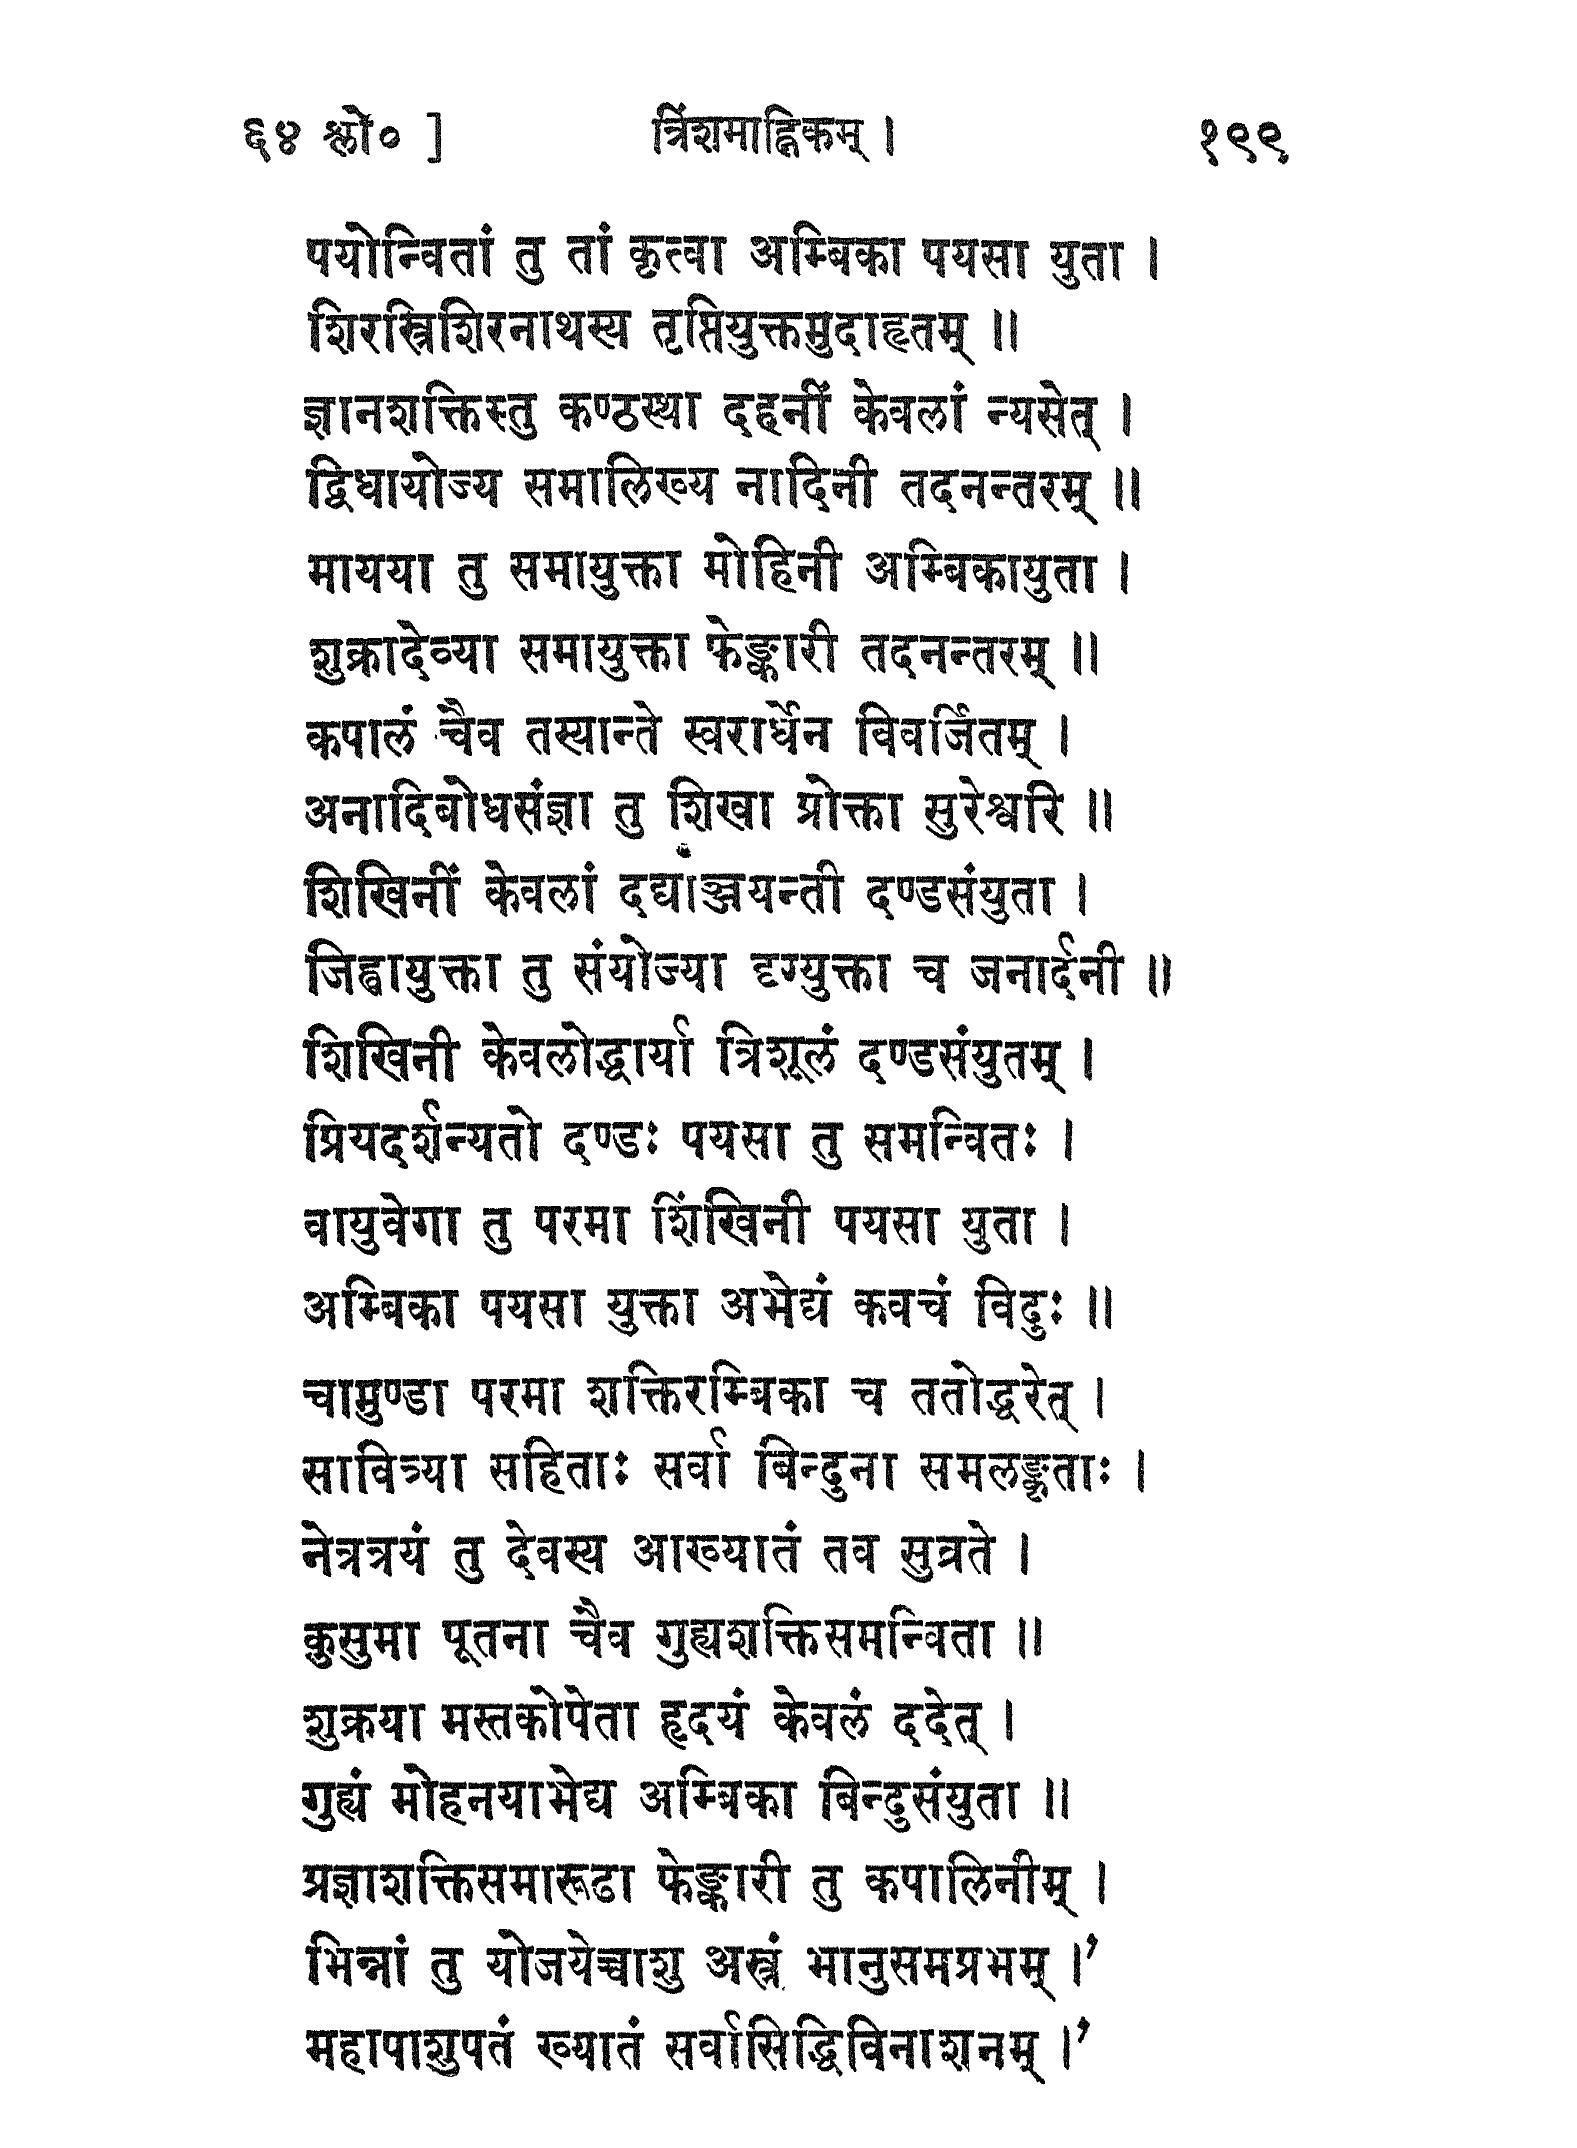 ६४ श्लो० ] त्रिंशमाह्निकम् । १९९
पयोन्वितां तु तां कृत्वा अम्बिका पयसा युता ।
शिरस्त्रिशिरनाथस्य तृप्तियुक्तमुदाहृतम् ॥
ज्ञानशक्तिस्तु कण्ठस्था दहनीं केवलां न्यसेत् ।
द्विधायोज्य समालिख्य नादिनी तदनन्तरम् ॥
मायया तु समायुक्ता मोहिनी अम्बिकायुता ।
शुक्रादेव्या समायुक्ता फेङ्कारी तदनन्तरम् ॥
कपालं चैव तस्यान्ते स्वरार्धेन विवर्जितम् ।
अनादिबोधसंज्ञा तु शिखा प्रोक्ता सुरेश्वरि ॥
शिखिनीं केवलां दद्याज्जयन्ती दण्डसंयुता ।
जिह्वायुक्ता तु संयोज्या दृग्युक्ता च जनार्दनी ॥
शिखिनी केवलोद्धार्या त्रिशूलं दण्डसंयुतम् ।
प्रियदर्शन्यतो दण्डः पयसा तु समन्वितः ।
वायुवेगा तु परमा शिंखिनी पयसा युता ।
अम्बिका पयसा युक्ता अभेद्यं कवचं विदुः ॥
चामुण्डा परमा शक्तिरम्बिका च ततोद्धरेत् ।
सावित्र्या सहिताः सर्वा बिन्दुना समलङ्कृताः ।
नेत्रत्रयं तु देवस्य आख्यातं तव सुव्रते ।
कुसुमा पूतना चैव गुह्यशक्तिसमन्विता ॥
शुक्रया मस्तकोपेता हृदयं केवलं ददेत् ।
गुह्यं मोहनयाभेद्य अम्बिका बिन्दुसंयुता ॥
प्रज्ञाशक्तिसमारूढा फेङ्कारी तु कपालिनीम् ।
भिन्नां तु योजयेच्चाशु अस्त्रं भानुसमप्रभम् ।’
महापाशुपतं ख्यातं सर्वासिद्धिविनाशनम् ।’